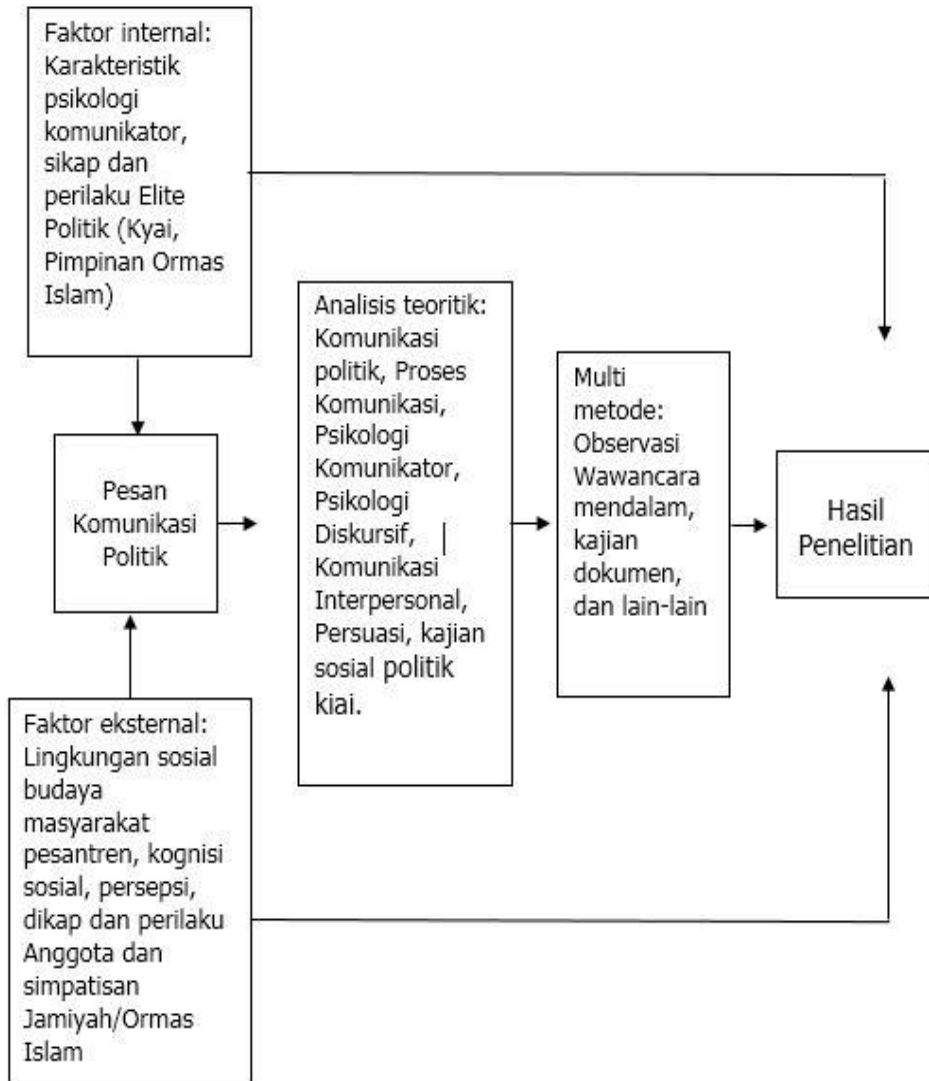 Faktor internal:
Karakteristik
psikologi
komunikator,
sikap dan
perilaku Elite
Politik (Kyai,
Pimpinan Ormas
Islam)
Pesan
Komunikasi
Politik
Faktor eksternal:
Lingkungan sosial
budaya
masyarakat
pesantren, kognisi
sosial, persepsi,
dikap dan perilaku
Anggota dan
simpatisan
Jamiyah/Ormas
Islam
Analisis teoritik:
Komunikasi
politik, Proses
Komunikasi,
Psikologi
Komunikator,
Psikologi
Diskursif,
Komunikasi
Interpersonal,
Persuasi, kajian
sosial politik
kiai.
Multi
metode:
Observasi
Wawancara
mendalam,
kajian
dokumen,
dan lain-lain
Hasil
Penelitian